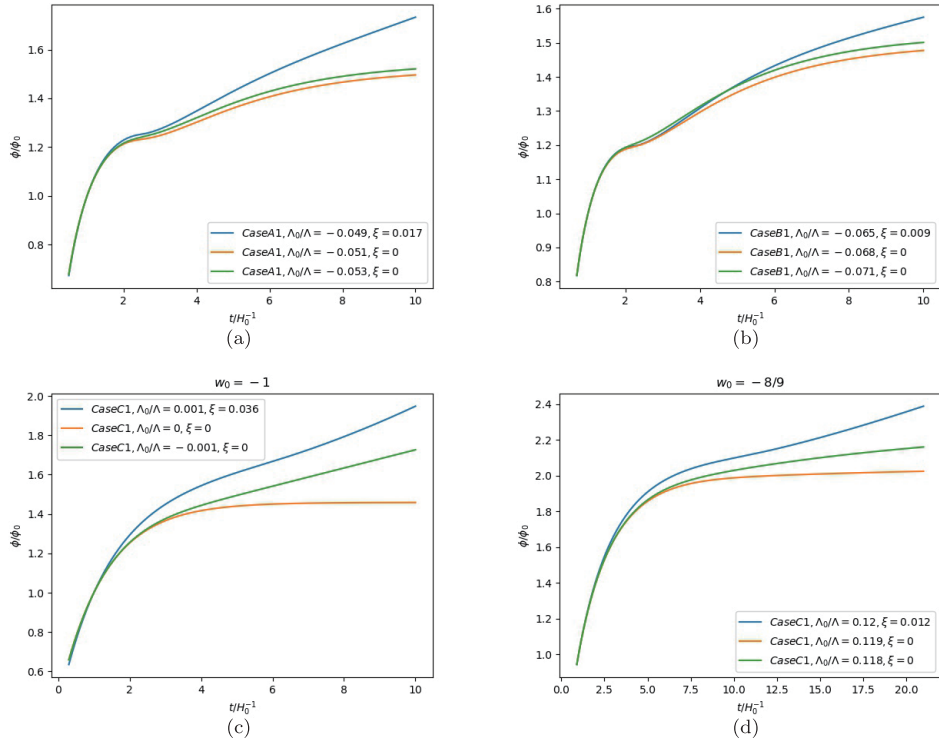 1.6
1.4
1.2
1.0
0.8
ϕ/ϕ₀
CaseA1, Λ₀/Λ = −0.049, ξ = 0.017
CaseA1, Λ₀/Λ = −0.051, ξ = 0
CaseA1, Λ₀/Λ = −0.053, ξ = 0
2 4 6 8 10
t/H₀⁻¹
(a)
1.6
1.5
1.4
1.3
1.2
1.1
1.0
0.9
0.8
ϕ/ϕ₀
CaseB1, Λ₀/Λ = −0.065, ξ = 0.009
CaseB1, Λ₀/Λ = −0.068, ξ = 0
CaseB1, Λ₀/Λ = −0.071, ξ = 0
2 4 6 8 10
t/H₀⁻¹
(b)
w₀ = −1
2.0
1.8
1.6
1.4
1.2
1.0
0.8
0.6
ϕ/ϕ₀
CaseC1, Λ₀/Λ = 0.001, ξ = 0.036
CaseC1, Λ₀/Λ = 0, ξ = 0
CaseC1, Λ₀/Λ = −0.001, ξ = 0
0 2 4 6 8 10
t/H₀⁻¹
(c)
w₀ = −8/9
2.4
2.2
2.0
1.8
1.6
1.4
1.2
1.0
ϕ/ϕ₀
CaseC1, Λ₀/Λ = 0.12, ξ = 0.012
CaseC1, Λ₀/Λ = 0.119, ξ = 0
CaseC1, Λ₀/Λ = 0.118, ξ = 0
0.0 2.5 5.0 7.5 10.0 12.5 15.0 17.5 20.0
t/H₀⁻¹
(d)